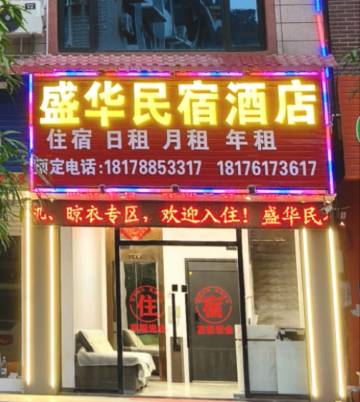 盛华民宿酒店
住宿 日租 月租 年租
预定电话:18178853317 18176173617
晾衣专区,欢迎入住! 盛华民
住 宿